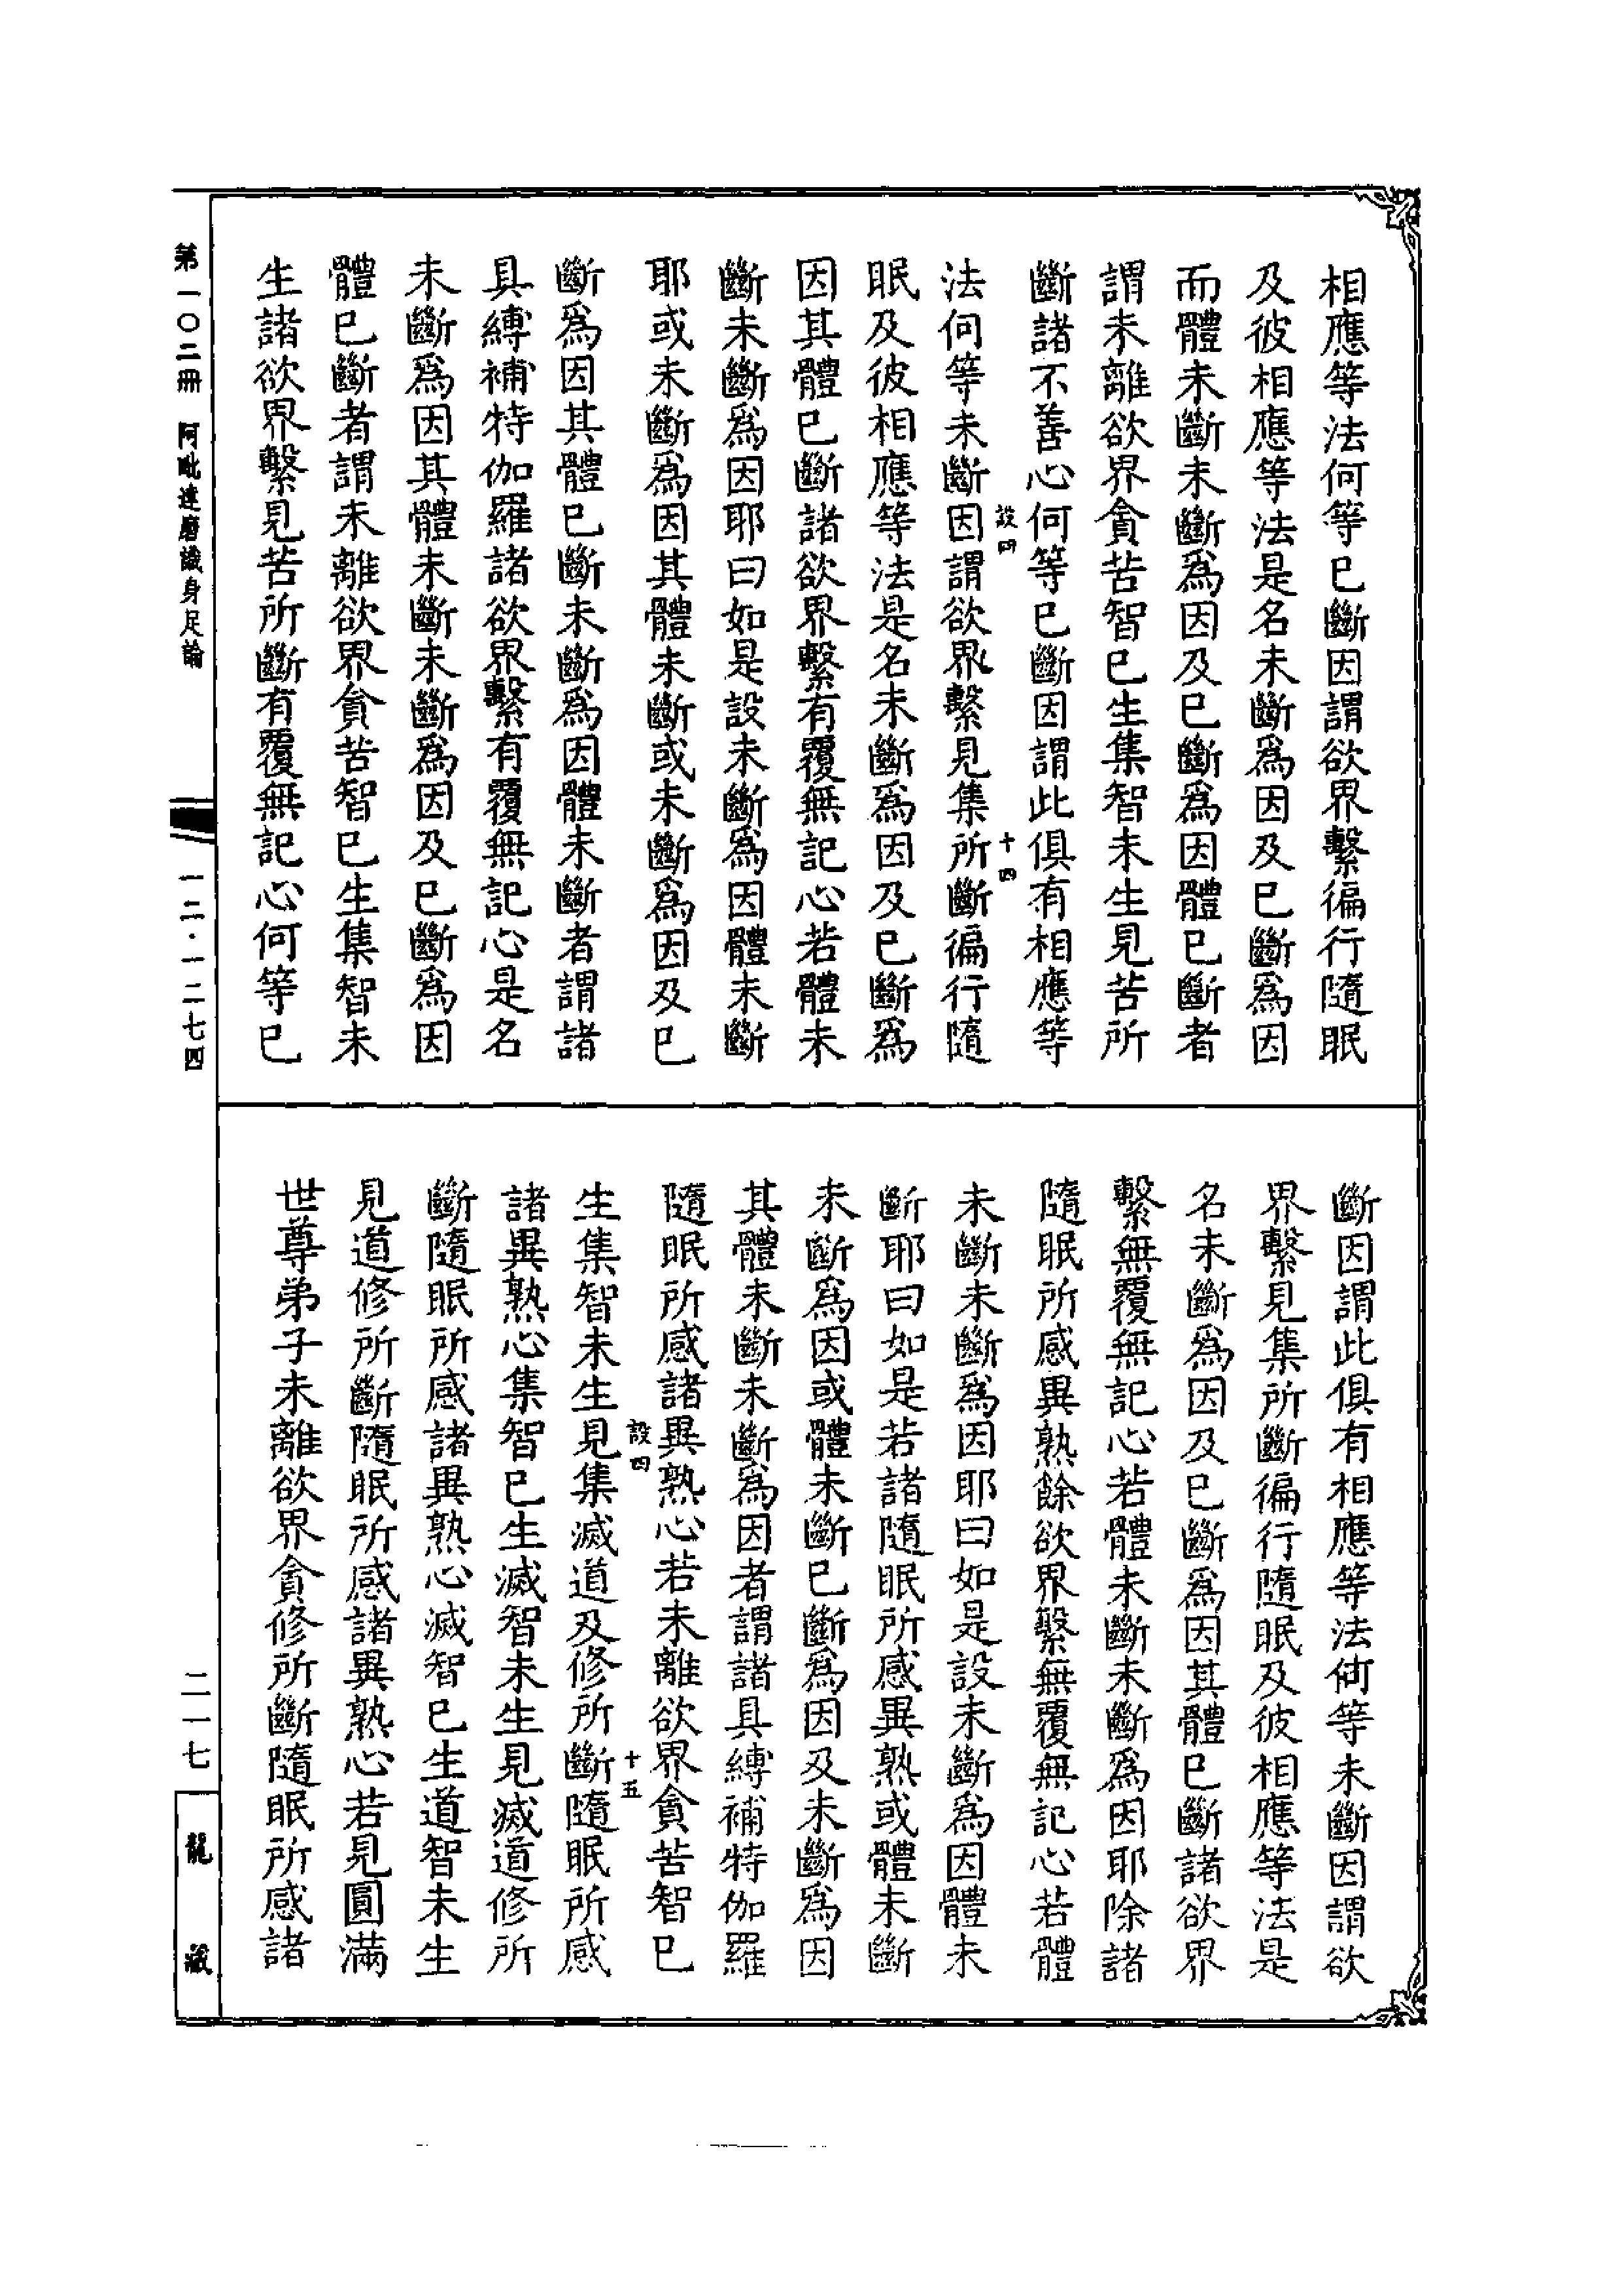 相應等法何等已斷因謂欲界繫徧行隨眠
及彼相應等法是名未斷爲因及已斷爲因
而體未斷未斷爲因及已斷爲因體已斷者
謂未離欲界貪苦智已生集智未生見苦所
斷諸不善心何等已斷因謂此俱有相應等
設四
十四
法何等未斷因謂欲界繫見集所斷徧行隨
眠及彼相應等法是名未斷爲因及已斷爲
因其體已斷諸欲界繫有覆無記心若體未
斷未斷爲因耶曰如是設未斷爲因體未斷
耶或未斷爲因其體未斷或未斷爲因及已
斷爲因其體已斷未斷爲因體未斷者謂諸
具縛補特伽羅諸欲界繫有覆無記心是名
未斷爲因其體未斷未斷爲因及已斷爲因
體已斷者謂未離欲界貪苦智已生集智未
生諸欲界繫見苦所斷有覆無記心何等已
斷因謂此俱有相應等法何等未斷因謂欲
界繫見集所斷徧行隨眠及彼相應等法是
名未斷爲因及已斷爲因其體已斷諸欲界
繫無覆無記心若體未斷未斷爲因耶除諸
隨眠所感異熟餘欲界繫無覆無記心若體
未斷未斷爲因耶曰如是設未斷爲因體未
斷耶曰如是若諸隨眠所感異熟或體未斷
未斷爲因或體未斷已斷爲因及未斷爲因
其體未斷未斷爲因者謂諸具縛補特伽羅
隨眠所感諸異熟心若未離欲界貪苦智已
設四
十五
生集智未生見集滅道及修所斷隨眠所感
諸異熟心集智已生滅智未生見滅道修所
斷隨眠所感諸異熟心滅智已生道智未生
見道修所斷隨眠所感諸異熟心若見圓滿
世尊弟子未離欲界貪修所斷隨眠所感諸
第一〇二冊 阿毗達磨識身足論
一二·一二七四
二一七
龍藏